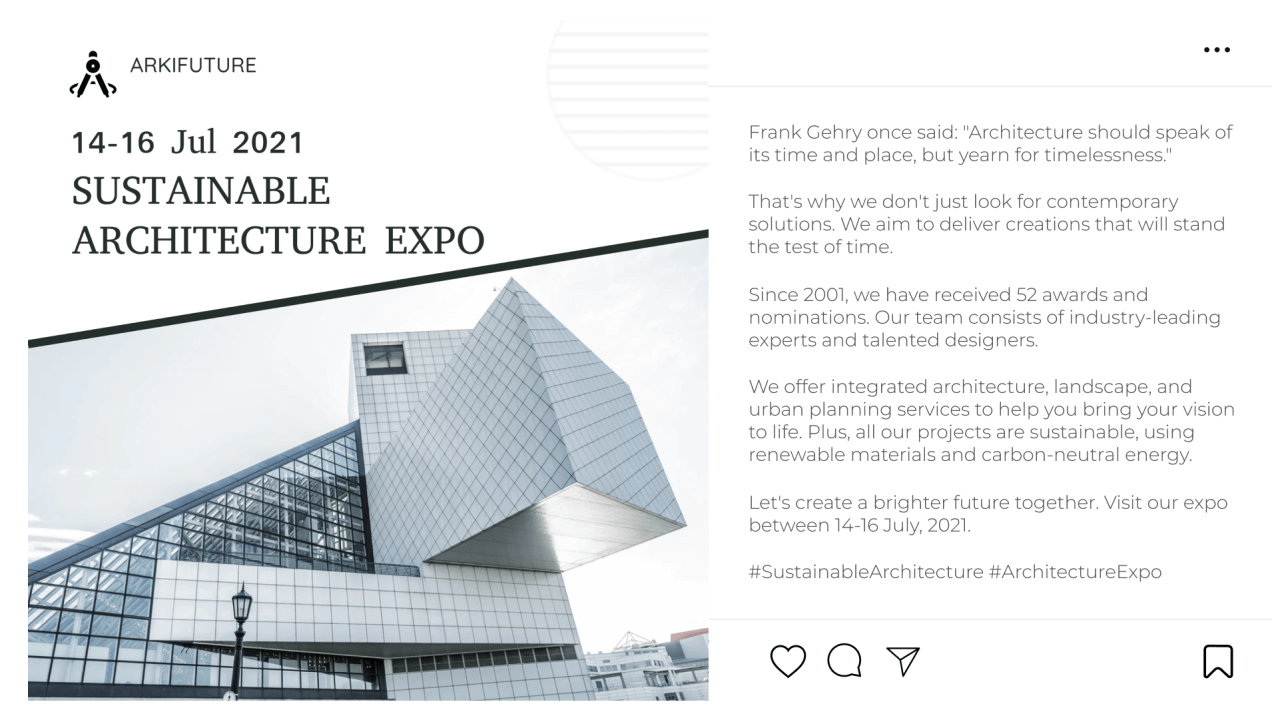 ARKIFUTURE
14-16 Jul 2021
SUSTAINABLE
ARCHITECTURE EXPO
Frank Gehry once said: "Architecture should speak of
its time and place, but yearn for timelessness."
That's why we don't just look for contemporary
solutions. We aim to deliver creations that will stand
the test of time.
Since 2001, we have received 52 awards and
nominations. Our team consists of industry-leading
experts and talented designers.
We offer integrated architecture, landscape, and
urban planning services to help you bring your vision
to life. Plus, all our projects are sustainable, using
renewable materials and carbon-neutral energy.
Let's create a brighter future together. Visit our expo
between 14-16 July, 2021.
#SustainableArchitecture #ArchitectureExpo